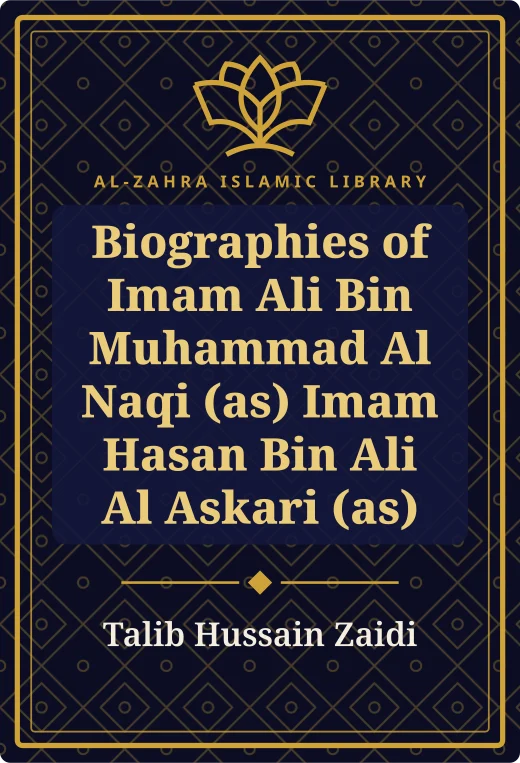 AL-ZAHRA ISLAMIC LIBRARY
Biographies of
Imam Ali Bin
Muhammad Al
Naqi (as) Imam
Hasan Bin Ali
Al Askari (as)
Talib Hussain Zaidi